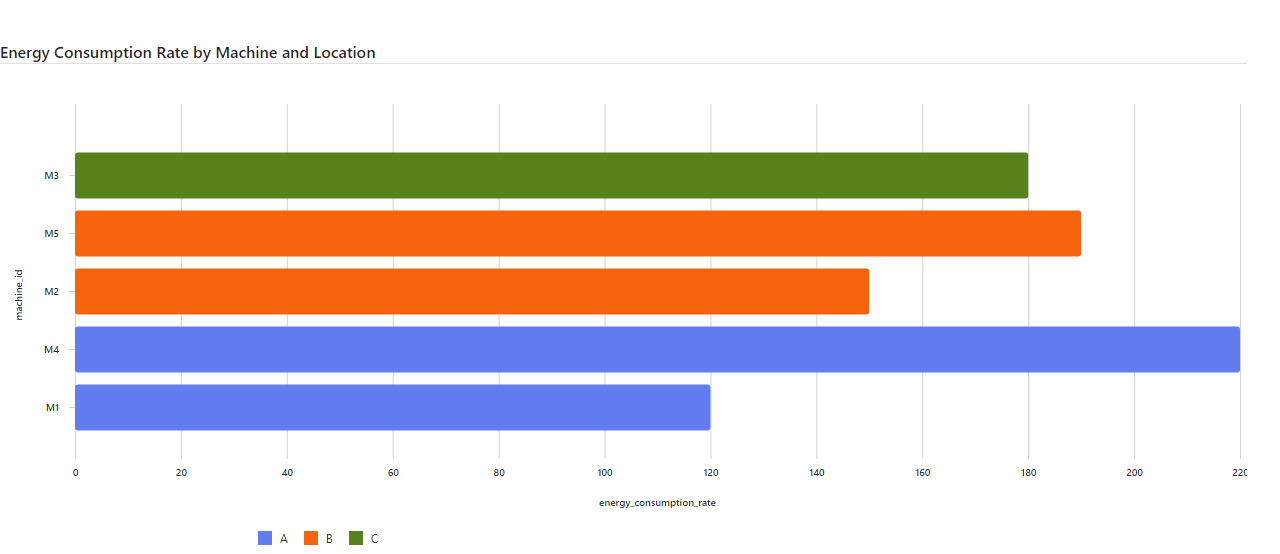 Energy Consumption Rate by Machine and Location
M3
M5
M2
M4
M1
machine_id
0 20 40 60 80 100 120 140 160 180 200 220
energy_consumption_rate
A B C